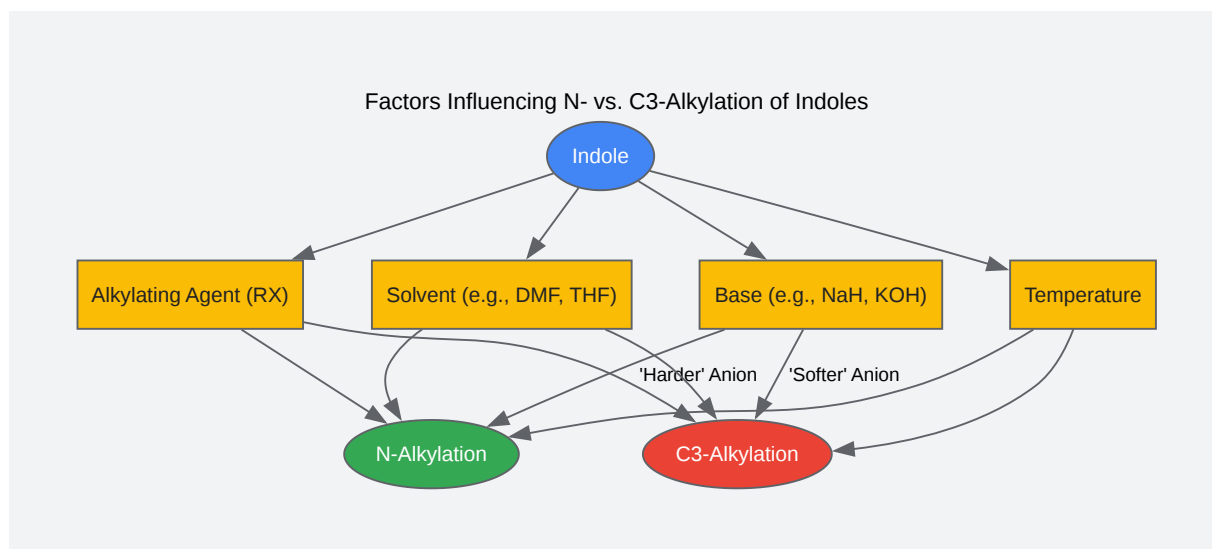 Factors Influencing N- vs. C3-Alkylation of Indoles
Indole
Alkylating Agent (RX)
Solvent (e.g., DMF, THF)
Base (e.g., NaH, KOH)
Temperature
'Harder' Anion
'Softer' Anion
N-Alkylation
C3-Alkylation